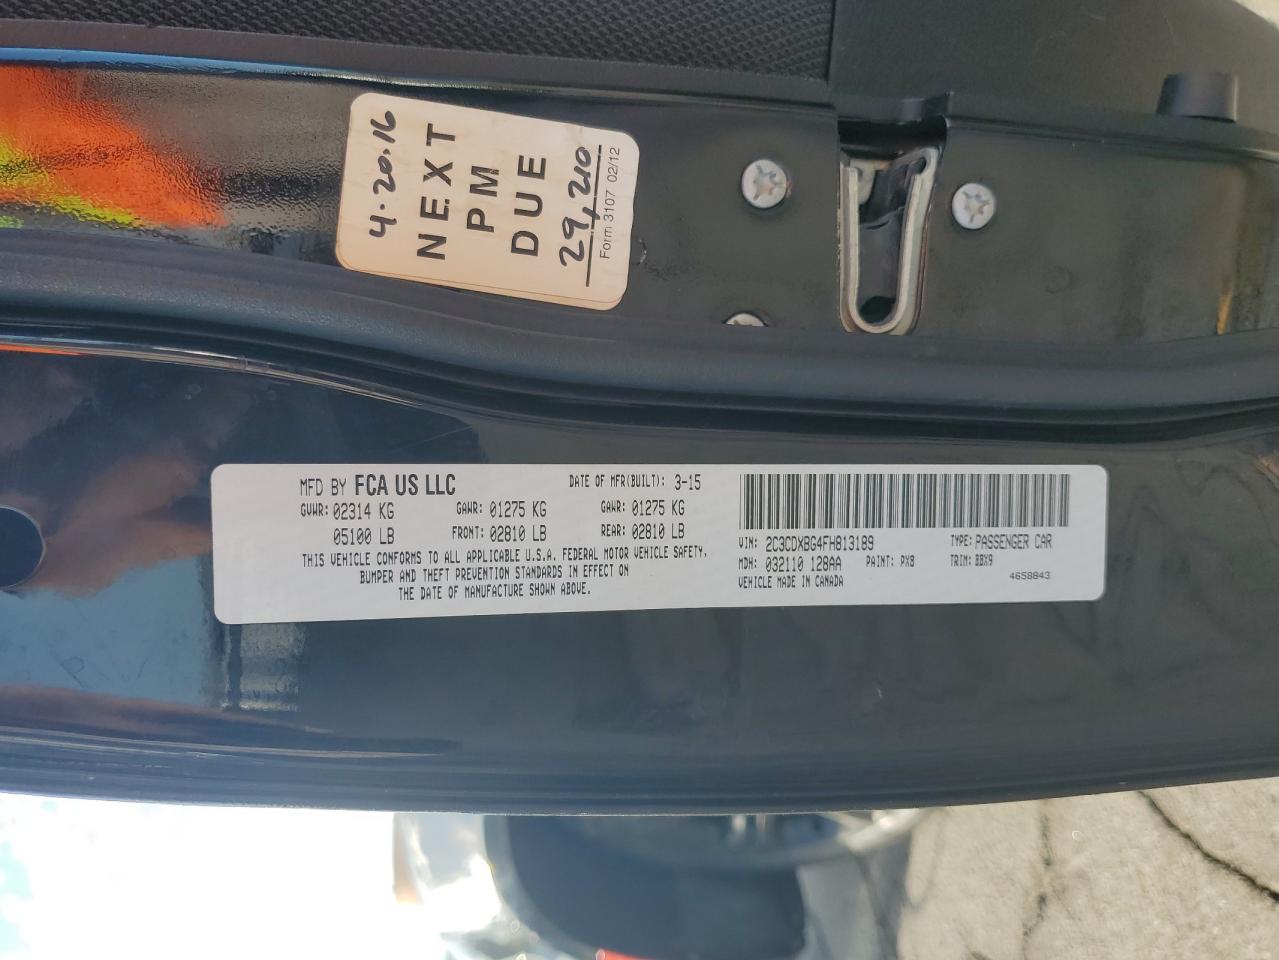 4.20.16
NEXT
PM
DUE
29,210
Form 3107 02/12
MFD BY FCA US LLC
DATE OF MFR(BUILT): 3-15
GVWR: 02314 KG
GAWR: 01275 KG
GAWR: 01275 KG
05100 LB
FRONT: 02810 LB
REAR: 02810 LB
THIS VEHICLE CONFORMS TO ALL APPLICABLE U.S.A. FEDERAL MOTOR VEHICLE SAFETY,
BUMPER AND THEFT PREVENTION STANDARDS IN EFFECT ON
THE DATE OF MANUFACTURE SHOWN ABOVE.
VIN: 2C3CDXBG4FH813189
TYPE: PASSENGER CAR
MDH: 032110 128AA
PAINT: PX8
TRIM: BBX9
VEHICLE MADE IN CANADA
4658843